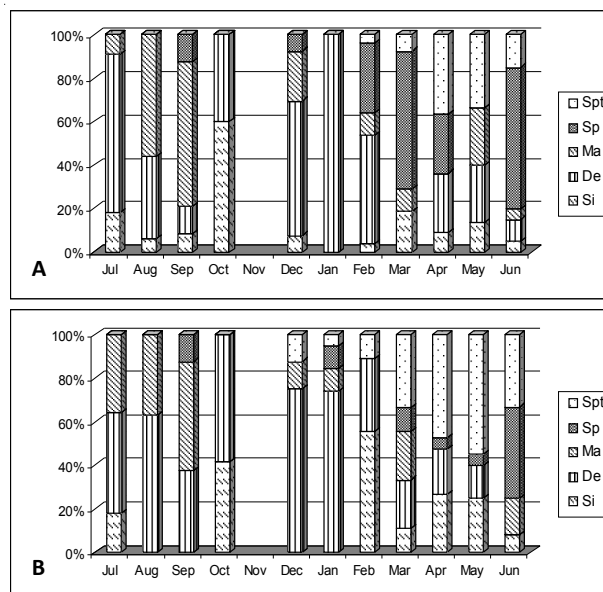 100%
80%
60%
40%
20%
0%
A
Jul Aug Sep Oct Nov Dec Jan Feb Mar Apr May Jun
Spt
Sp
Ma
De
Si
100%
80%
60%
40%
20%
0%
B
Jul Aug Sep Oct Nov Dec Jan Feb Mar Apr May Jun
Spt
Sp
Ma
De
Si